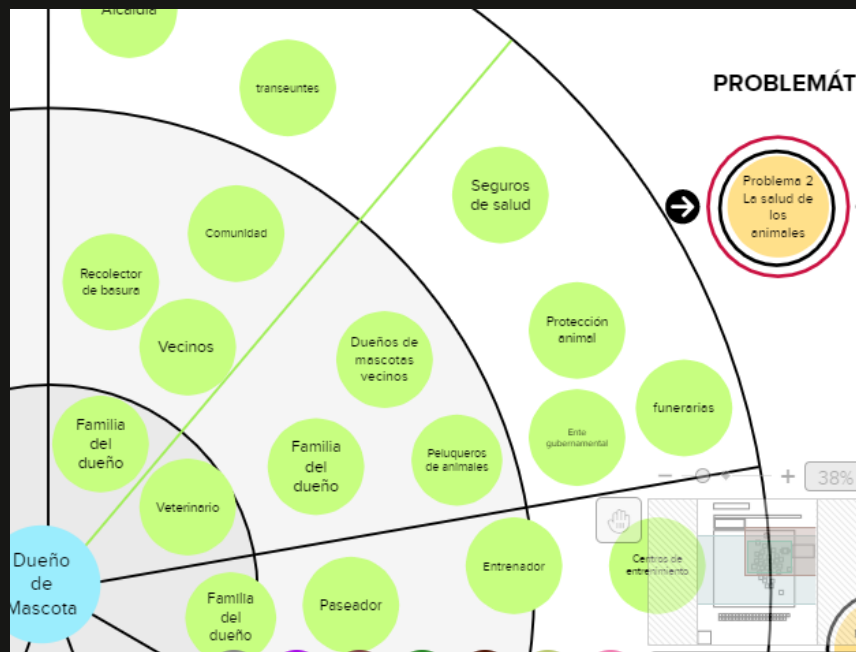 Alcaldía
transeuntes
PROBLEMÁT
Seguros
de salud
Problema 2
La salud de
los
animales
Comunidad
Recolector
de basura
Vecinos
Protección
animal
Dueños de
mascotas
vecinos
funerarias
Familia
del
dueño
Ente
gubernamental
Familia
del
dueño
Peluqueros
de animales
38%
Veterinario
Dueño
de
Mascota
Entrenador
Centros de
entrenimiento
Familia
del
dueño
Paseador